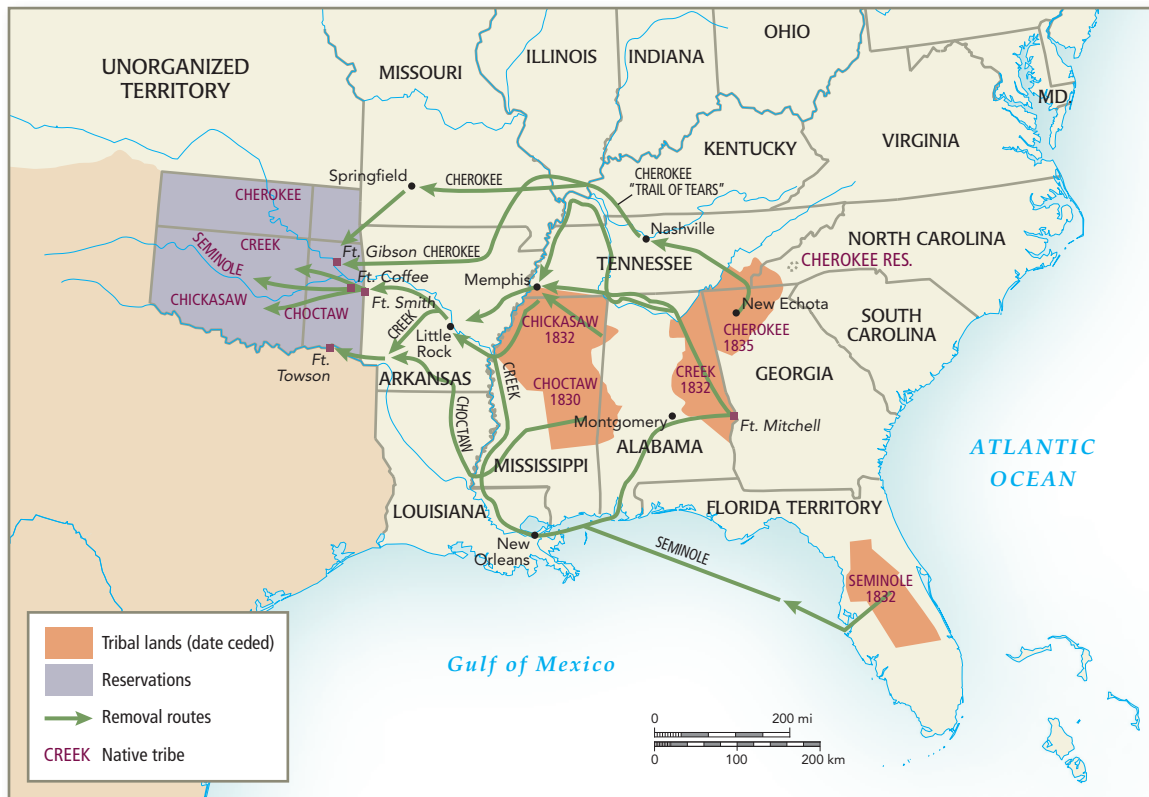 UNORGANIZED
TERRITORY
MISSOURI
ILLINOIS
INDIANA
OHIO
MD.
VIRGINIA
KENTUCKY
CHEROKEE
"TRAIL OF TEARS"
Springfield
CHEROKEE
CHEROKEE
Nashville
NORTH CAROLINA
CHEROKEE RES.
TENNESSEE
CREEK
SEMINOLE
Ft. Gibson
CHEROKEE
Ft. Coffee
Memphis
CHICKASAW
CHOCTAW
Ft. Smith
New Echota
CHEROKEE
1835
SOUTH
CAROLINA
CHICKASAW
1832
CREEK
Little
Rock
Ft.
Towson
ARKANSAS
CREEK
CHOCTAW
1830
CREEK
1832
GEORGIA
CHOCTAW
Montgomery
Ft. Mitchell
ALABAMA
MISSISSIPPI
ATLANTIC
OCEAN
LOUISIANA
FLORIDA TERRITORY
New
Orleans
SEMINOLE
SEMINOLE
1832
Gulf of Mexico
Tribal lands (date ceded)
Reservations
Removal routes
CREEK Native tribe
0 200 mi
0 100 200 km